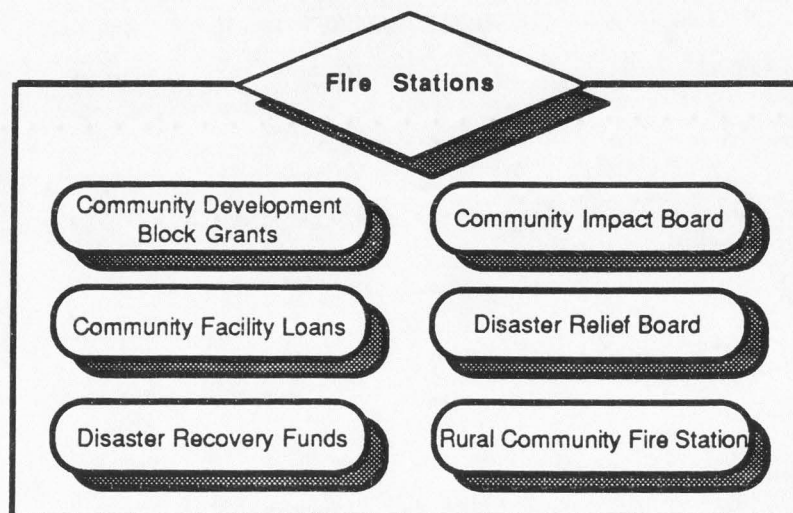 Fire Stations
Community Development
Block Grants
Community Impact Board
Community Facility Loans
Disaster Relief Board
Disaster Recovery Funds
Rural Community Fire Station